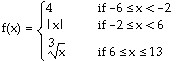 f(x) = { 4 if -6 ≤ x < -2
|x| if -2 ≤ x < 6
∛x if 6 ≤ x ≤ 13